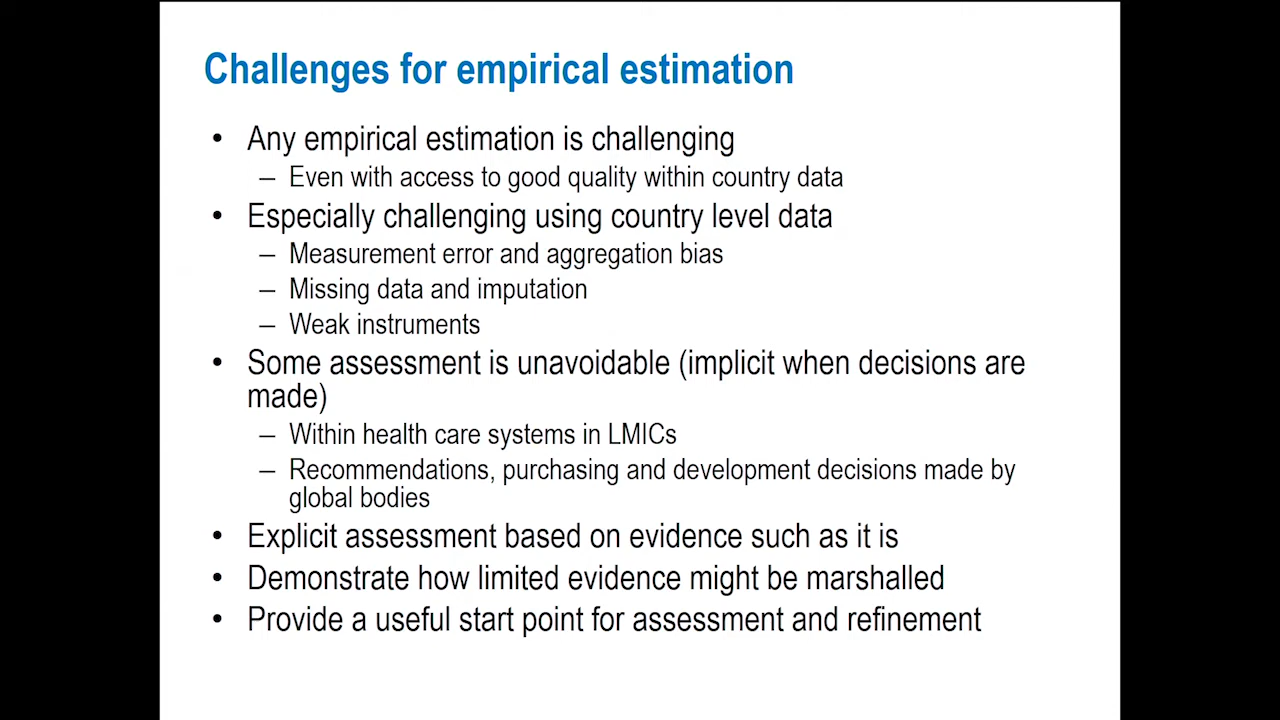 Challenges for empirical estimation
• Any empirical estimation is challenging
– Even with access to good quality within country data
• Especially challenging using country level data
– Measurement error and aggregation bias
– Missing data and imputation
– Weak instruments
• Some assessment is unavoidable (implicit when decisions are
made)
– Within health care systems in LMICs
– Recommendations, purchasing and development decisions made by
global bodies
• Explicit assessment based on evidence such as it is
• Demonstrate how limited evidence might be marshalled
• Provide a useful start point for assessment and refinement